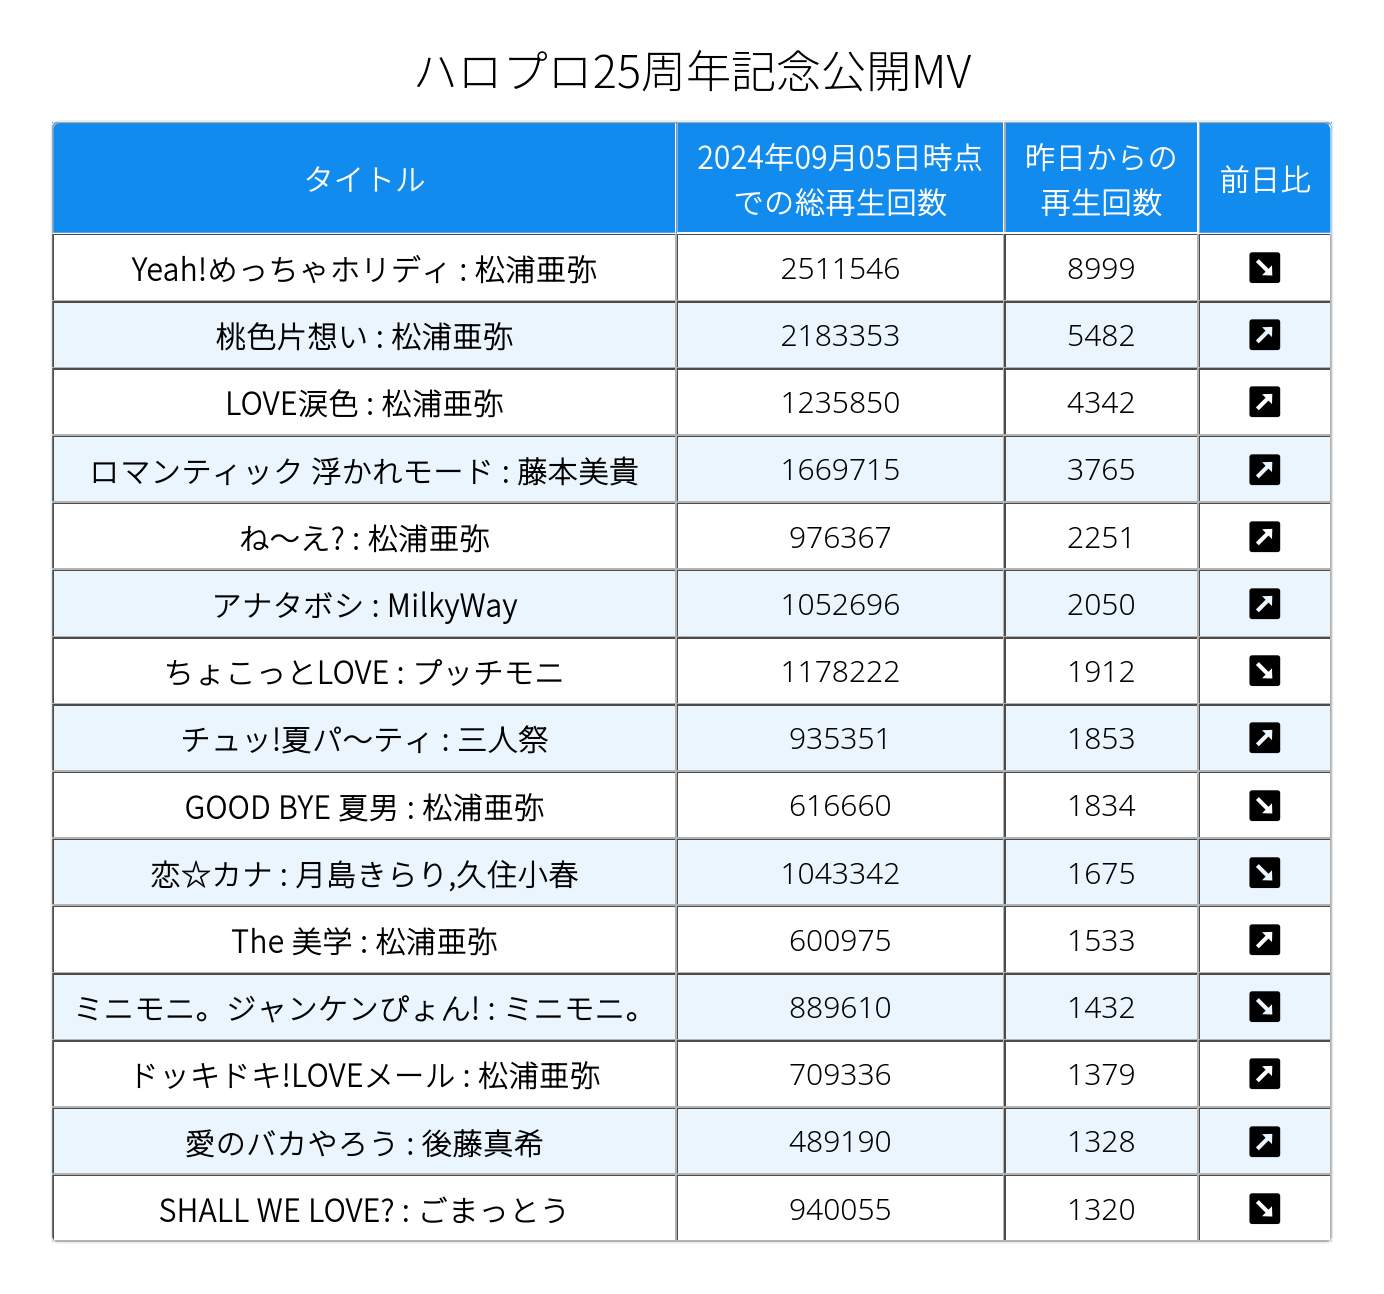 ハロプロ25周年記念公開MV
タイトル 2024年09月05日時点 昨日からの 前日比
での総再生回数 再生回数
Yeah!めっちゃホリディ : 松浦亜弥 2511546 8999 ↘
桃色片想い : 松浦亜弥 2183353 5482 ↗
LOVE涙色 : 松浦亜弥 1235850 4342 ↗
ロマンティック 浮かれモード : 藤本美貴 1669715 3765 ↗
ね～え? : 松浦亜弥 976367 2251 ↗
アナタボシ : MilkyWay 1052696 2050 ↗
ちょこっとLOVE : プッチモニ 1178222 1912 ↘
チュッ!夏パ～ティ : 三人祭 935351 1853 ↗
GOOD BYE 夏男 : 松浦亜弥 616660 1834 ↘
恋☆カナ : 月島きらり,久住小春 1043342 1675 ↘
The 美学 : 松浦亜弥 600975 1533 ↗
ミニモニ。ジャンケンぴょん! : ミニモニ。 889610 1432 ↘
ドッキドキ!LOVEメール : 松浦亜弥 709336 1379 ↗
愛のバカやろう : 後藤真希 489190 1328 ↗
SHALL WE LOVE? : ごまっとう 940055 1320 ↘